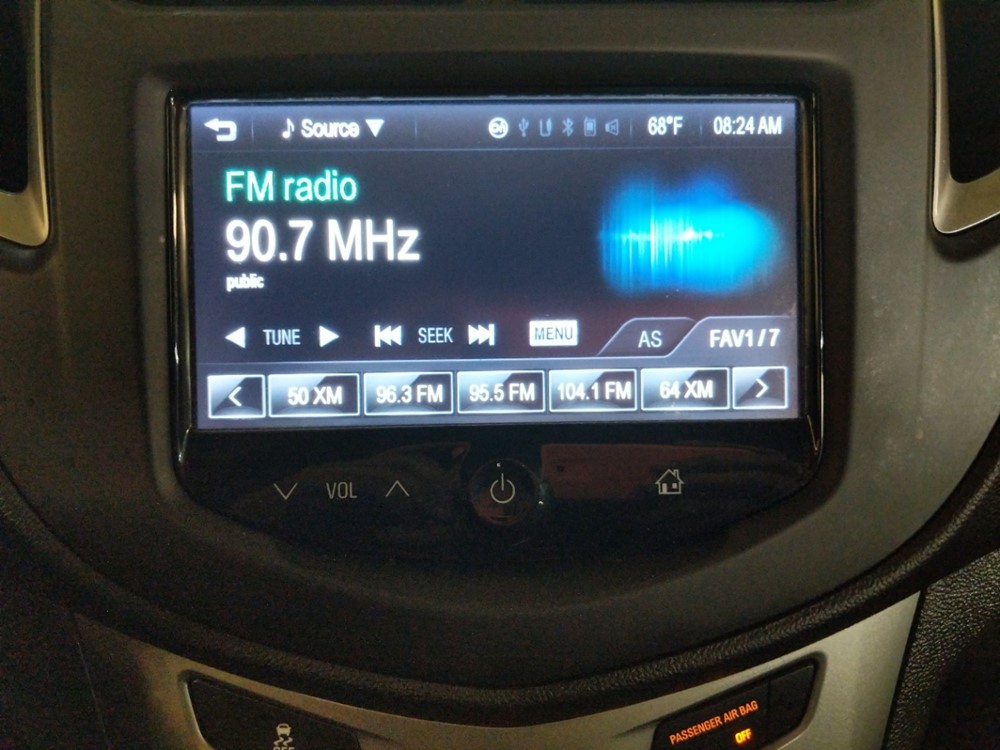 Source 68°F 08:24 AM
FM radio
90.7 MHz
public
TUNE SEEK MENU AS FAV1/7
< 50 XM 96.3 FM 95.5 FM 104.1 FM 64 XM >
VOL
PASSENGER AIR BAG
OFF
OFF